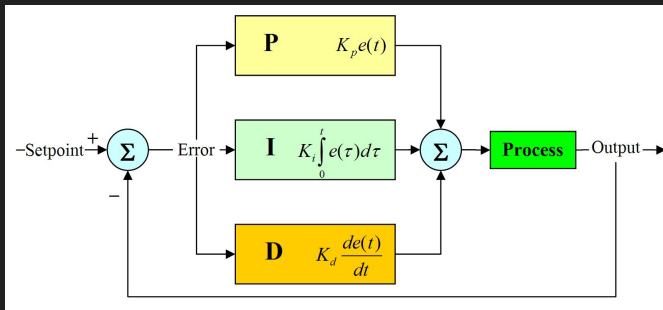 P K_p e(t)
+
–Setpoint Σ Error I K_i ∫_0^t e(τ)dτ Σ Process Output
–
D K_d de(t)/dt